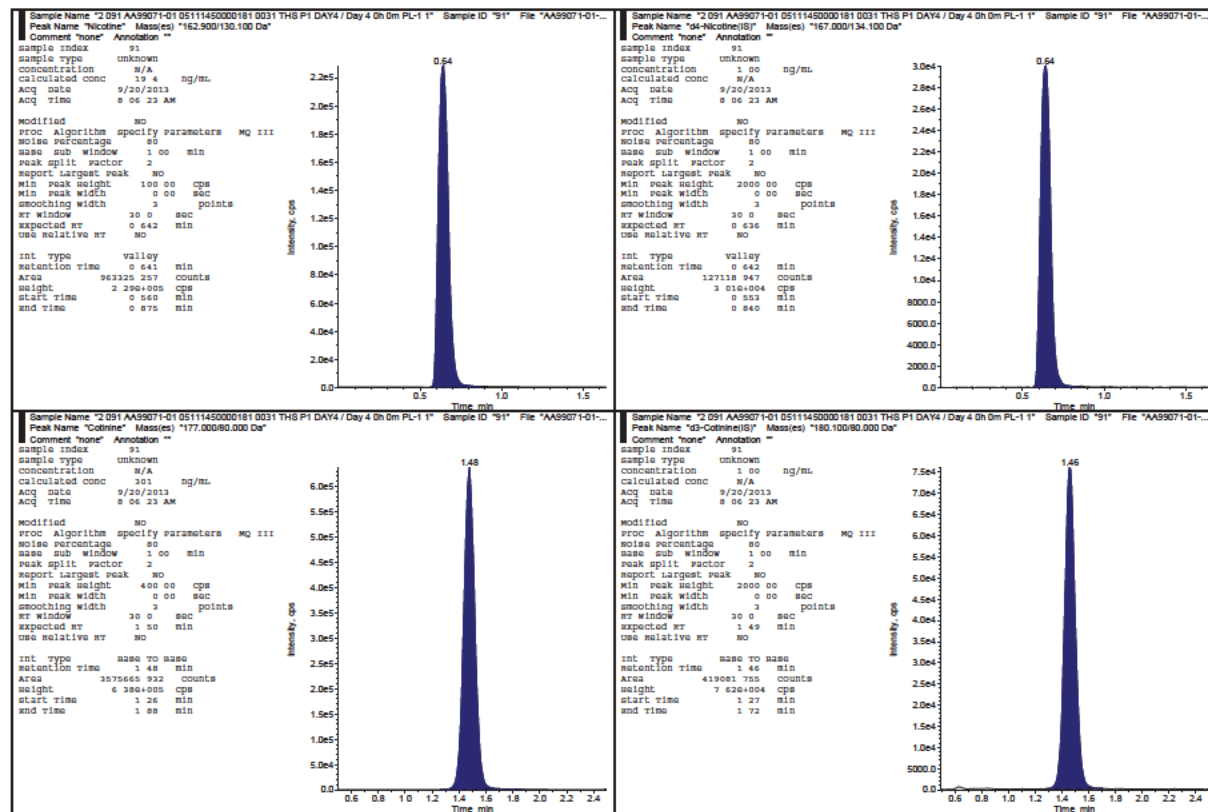 Sample Name "2 091 AA99071-01 05111450000181 0031 THS P1 DAY4 / Day 4 0h 0m PL-1 1" Sample ID "91" File "AA99071-01-...
Peak Name "Nicotine" Mass(es) "162.900/130.100 Da"
Comment "none" Annotation ""
sample Index 91
sample Type unknown
concentration N/A
calculated conc 19 4 ng/mL
Acq Date 9/20/2013
Acq Time 8 06 23 AM
Modified NO
Proc Algorithm specify Parameters MQ III
Noise Percentage 80
Base sub window 1 00 min
Peak split Factor 2
Report Largest Peak NO
Min Peak Height 100 00 cps
Min Peak width 0 00 sec
smoothing width 3 points
RT window 30 0 sec
Expected RT 0 642 min
Use Relative RT NO
Int Type valley
Retention Time 0 641 min
Area 963325 257 counts
Height 2 29e+005 cps
start Time 0 560 min
End Time 0 875 min
0.64
2.2e5
2.0e5
1.8e5
1.6e5
1.4e5
1.2e5
1.0e5
8.0e4
6.0e4
4.0e4
2.0e4
0.0
Intensity, cps
0.5 1.0 1.5
Time min
Sample Name "2 091 AA99071-01 05111450000181 0031 THS P1 DAY4 / Day 4 0h 0m PL-1 1" Sample ID "91" File "AA99071-01-...
Peak Name "d4-Nicotine(IS)" Mass(es) "167.000/134.100 Da"
Comment "none" Annotation ""
sample Index 91
sample Type unknown
concentration 1 00 ng/mL
calculated conc N/A
Acq Date 9/20/2013
Acq Time 8 06 23 AM
Modified NO
Proc Algorithm specify Parameters MQ III
Noise Percentage 80
Base sub window 1 00 min
Peak split Factor 2
Report Largest Peak NO
Min Peak Height 2000 00 cps
Min Peak width 0 00 sec
smoothing width 3 points
RT window 30 0 sec
Expected RT 0 636 min
Use Relative RT NO
Int Type valley
Retention Time 0 642 min
Area 127118 947 counts
Height 3 01e+004 cps
start Time 0 553 min
End Time 0 840 min
0.64
3.0e4
2.8e4
2.6e4
2.4e4
2.2e4
2.0e4
1.8e4
1.6e4
1.4e4
1.2e4
1.0e4
8000.0
6000.0
4000.0
2000.0
0.0
Intensity, cps
0.5 1.0 1.5
Time min
Sample Name "2 091 AA99071-01 05111450000181 0031 THS P1 DAY4 / Day 4 0h 0m PL-1 1" Sample ID "91" File "AA99071-01-...
Peak Name "Cotinine" Mass(es) "177.000/80.000 Da"
Comment "none" Annotation ""
sample Index 91
sample Type unknown
concentration N/A
calculated conc 301 ng/mL
Acq Date 9/20/2013
Acq Time 8 06 23 AM
Modified NO
Proc Algorithm specify Parameters MQ III
Noise Percentage 80
Base sub window 1 00 min
Peak split Factor 2
Report Largest Peak NO
Min Peak Height 400 00 cps
Min Peak width 0 00 sec
smoothing width 3 points
RT window 30 0 sec
Expected RT 1 50 min
Use Relative RT NO
Int Type Base To Base
Retention Time 1 48 min
Area 3575665 932 counts
Height 6 38e+005 cps
start Time 1 26 min
End Time 1 88 min
1.48
6.0e5
5.5e5
5.0e5
4.5e5
4.0e5
3.5e5
3.0e5
2.5e5
2.0e5
1.5e5
1.0e5
5.0e4
0.0
Intensity, cps
0.6 0.8 1.0 1.2 1.4 1.6 1.8 2.0 2.2 2.4
Time min
Sample Name "2 091 AA99071-01 05111450000181 0031 THS P1 DAY4 / Day 4 0h 0m PL-1 1" Sample ID "91" File "AA99071-01-...
Peak Name "d3-Cotinine(IS)" Mass(es) "180.100/80.000 Da"
Comment "none" Annotation ""
sample Index 91
sample Type unknown
concentration 1 00 ng/mL
calculated conc N/A
Acq Date 9/20/2013
Acq Time 8 06 23 AM
Modified NO
Proc Algorithm specify Parameters MQ III
Noise Percentage 80
Base sub window 1 00 min
Peak split Factor 2
Report Largest Peak NO
Min Peak Height 2000 00 cps
Min Peak width 0 00 sec
smoothing width 3 points
RT window 30 0 sec
Expected RT 1 49 min
Use Relative RT NO
Int Type Base To Base
Retention Time 1 46 min
Area 419081 755 counts
Height 7 62e+004 cps
start Time 1 27 min
End Time 1 72 min
1.46
7.5e4
7.0e4
6.5e4
6.0e4
5.5e4
5.0e4
4.5e4
4.0e4
3.5e4
3.0e4
2.5e4
2.0e4
1.5e4
1.0e4
5000.0
0.0
Intensity, cps
0.6 0.8 1.0 1.2 1.4 1.6 1.8 2.0 2.2 2.4
Time min